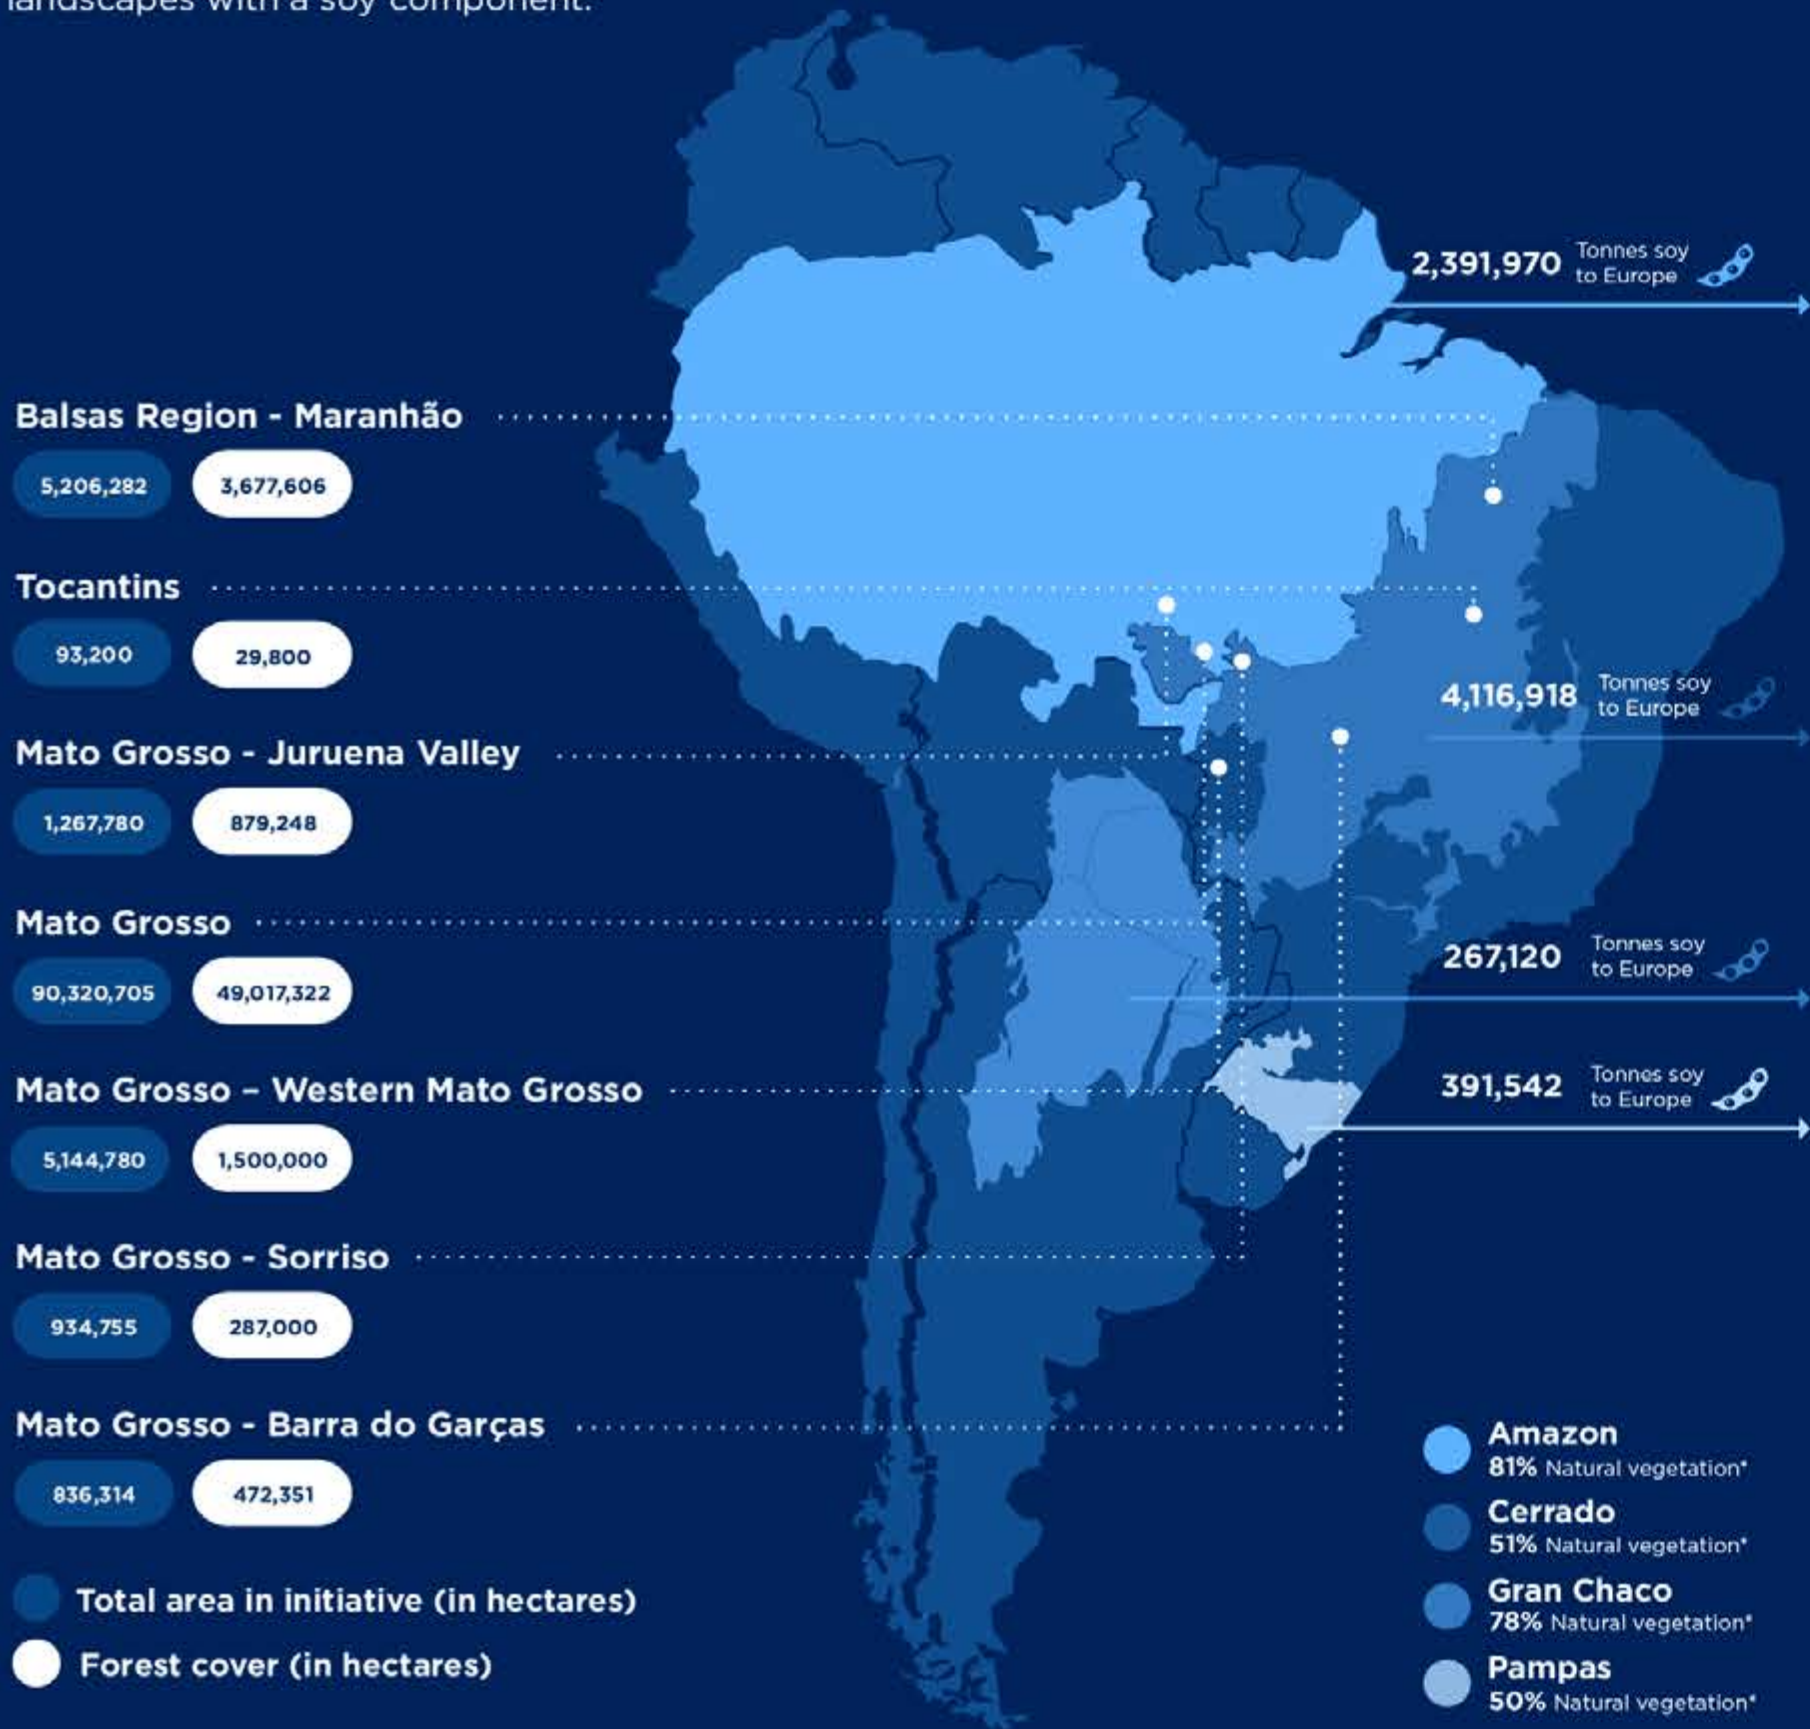 landscapes with a soy component.
2,391,970 Tonnes soy
to Europe
Balsas Region - Maranhão
5,206,282 3,677,606
Tocantins
93,200 29,800
4,116,918 Tonnes soy
to Europe
Mato Grosso - Juruena Valley
1,267,780 879,248
Mato Grosso
90,320,705 49,017,322
267,120 Tonnes soy
to Europe
Mato Grosso – Western Mato Grosso
5,144,780 1,500,000
391,542 Tonnes soy
to Europe
Mato Grosso - Sorriso
934,755 287,000
Mato Grosso - Barra do Garças
836,314 472,351
Total area in initiative (in hectares)
Forest cover (in hectares)
Amazon
81% Natural vegetation*
Cerrado
51% Natural vegetation*
Gran Chaco
78% Natural vegetation*
Pampas
50% Natural vegetation*